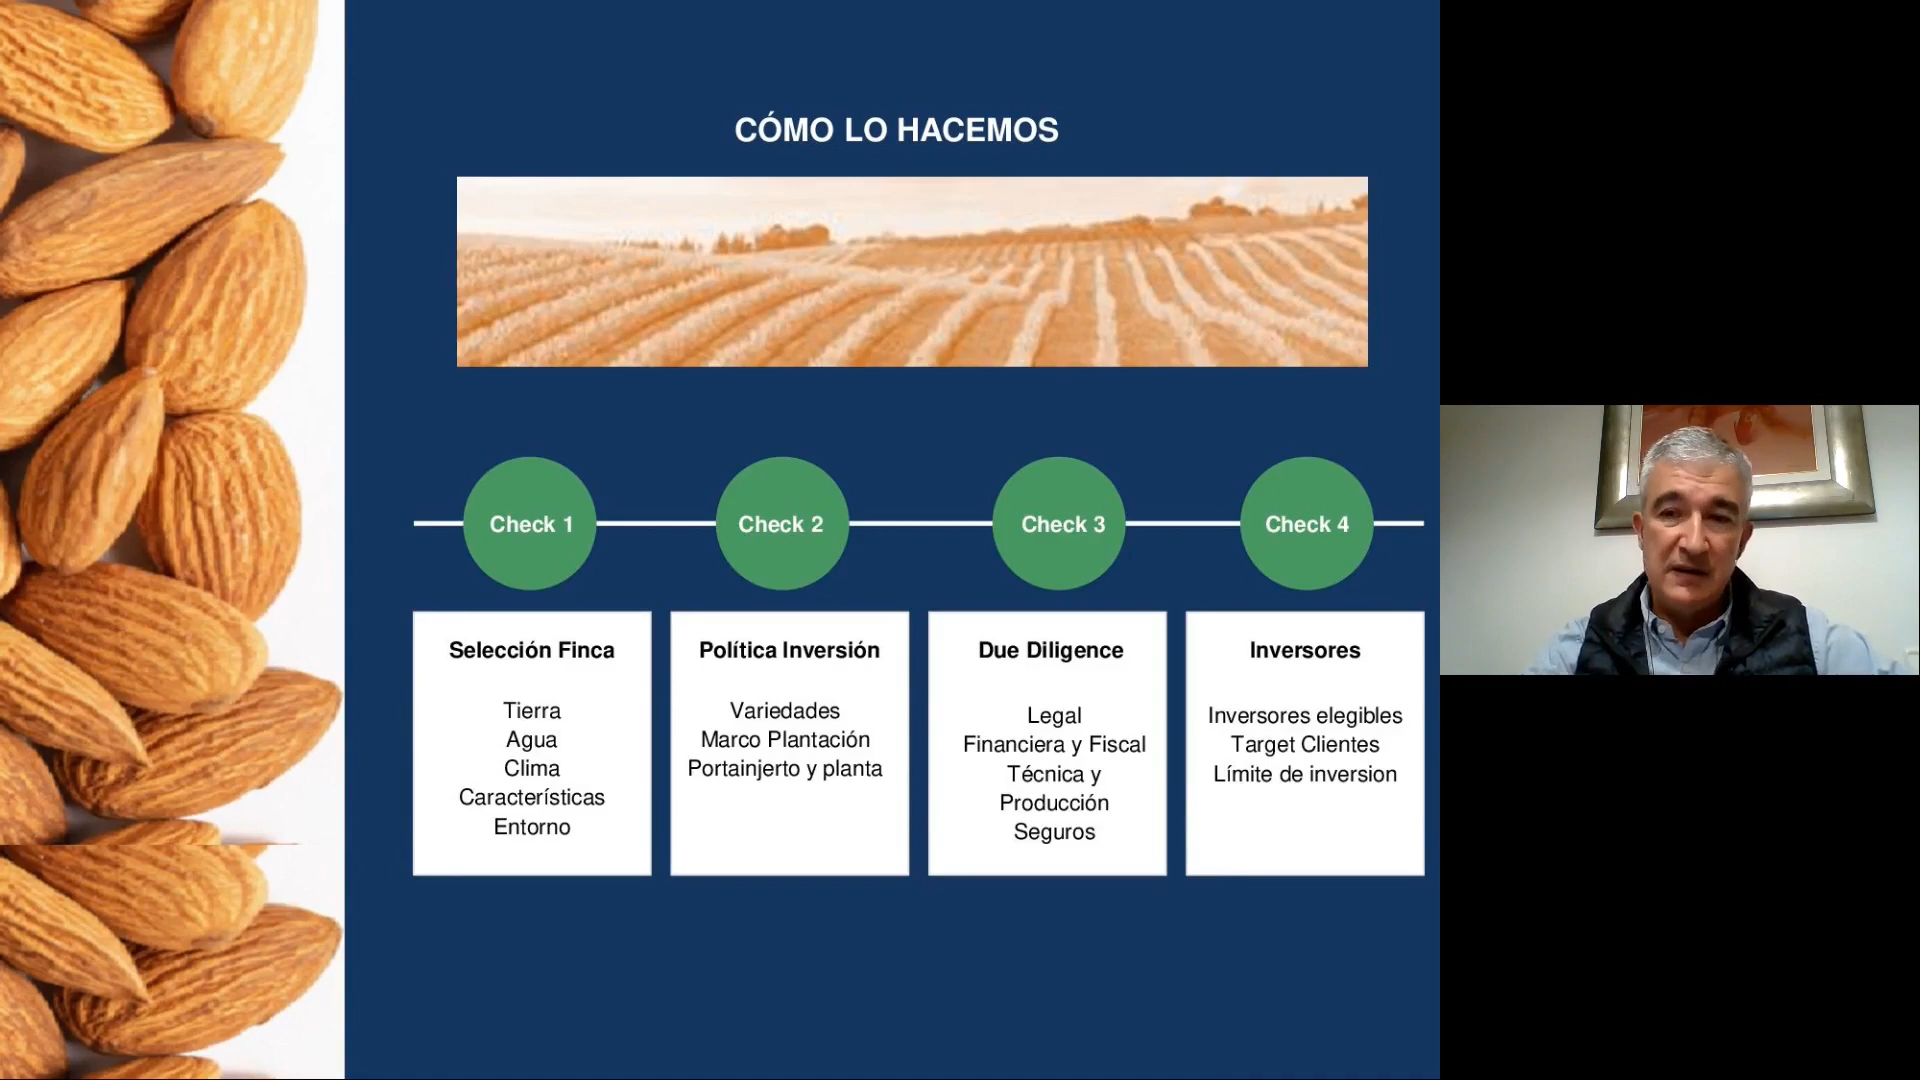 CÓMO LO HACEMOS
Check 1
Check 2
Check 3
Check 4
Selección Finca
Tierra
Agua
Clima
Características
Entorno
Política Inversión
Variedades
Marco Plantación
Portainjerto y planta
Due Diligence
Legal
Financiera y Fiscal
Técnica y
Producción
Seguros
Inversores
Inversores elegibles
Target Clientes
Límite de inversion